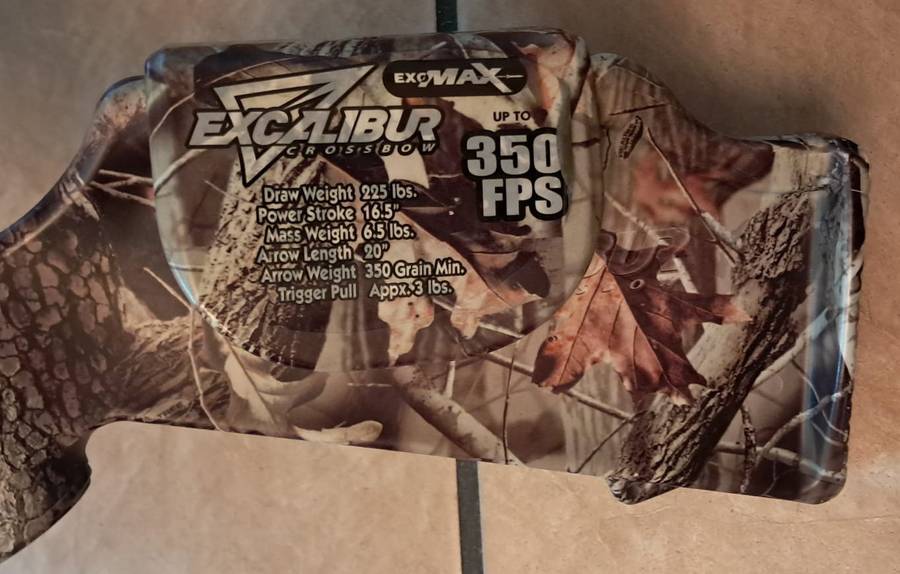 EXOMAX
EXCALIBUR
CROSSBOW
UP TO
350
FPS
Draw Weight 225 lbs.
Power Stroke 16.5"
Mass Weight 6.5 lbs.
Arrow Length 20"
Arrow Weight 350 Grain Min.
Trigger Pull Appx. 3 lbs.